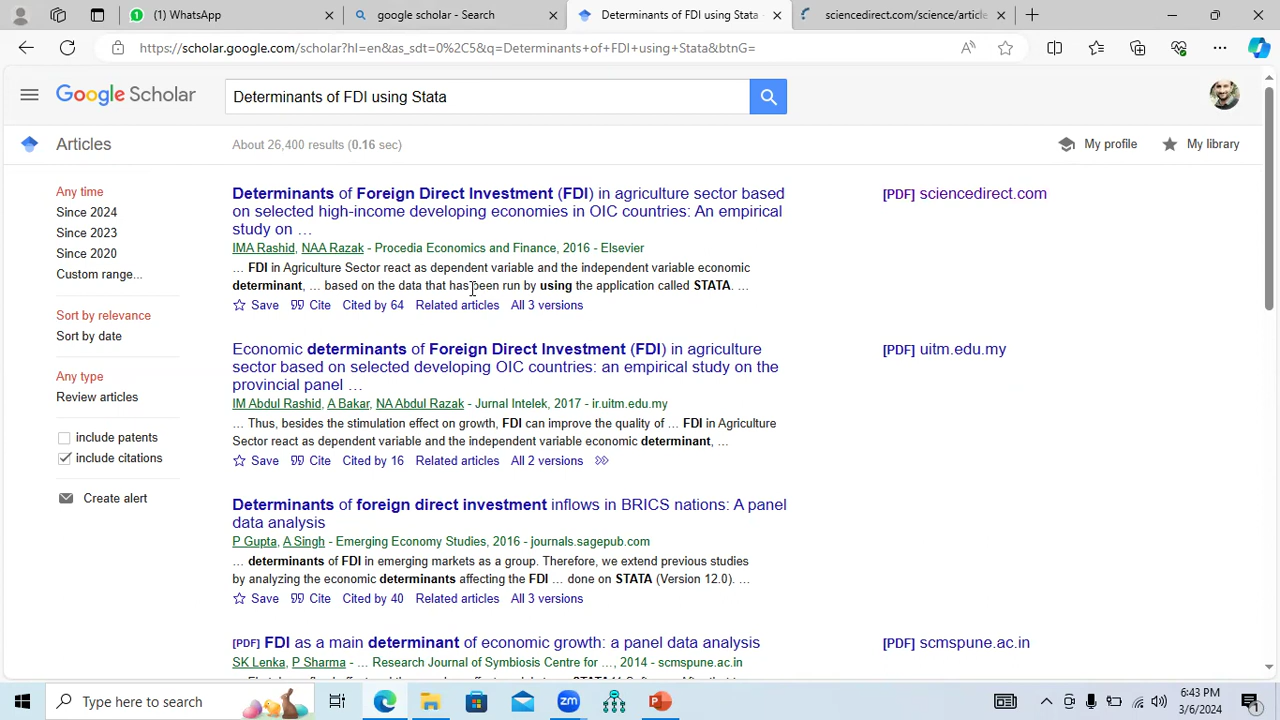 (1) WhatsApp
google scholar - Search
Determinants of FDI using Stata
sciencedirect.com/science/article
https://scholar.google.com/scholar?hl=en&as_sdt=0%2C5&q=Determinants+of+FDI+using+Stata&btnG=
Google Scholar
Determinants of FDI using Stata
Articles
About 26,400 results (0.16 sec)
My profile
My library
Any time
Since 2024
Since 2023
Since 2020
Custom range...
Sort by relevance
Sort by date
Any type
Review articles
include patents
include citations
Create alert
Determinants of Foreign Direct Investment (FDI) in agriculture sector based
on selected high-income developing economies in OIC countries: An empirical
study on …
IMA Rashid, NAA Razak - Procedia Economics and Finance, 2016 - Elsevier
… FDI in Agriculture Sector react as dependent variable and the independent variable economic
determinant, … based on the data that has been run by using the application called STATA. …
Save Cite Cited by 64 Related articles All 3 versions
[PDF] sciencedirect.com
Economic determinants of Foreign Direct Investment (FDI) in agriculture
sector based on selected developing OIC countries: an empirical study on the
provincial panel …
IM Abdul Rashid, A Bakar, NA Abdul Razak - Jurnal Intelek, 2017 - ir.uitm.edu.my
… Thus, besides the stimulation effect on growth, FDI can improve the quality of … FDI in Agriculture
Sector react as dependent variable and the independent variable economic determinant, …
Save Cite Cited by 16 Related articles All 2 versions
[PDF] uitm.edu.my
Determinants of foreign direct investment inflows in BRICS nations: A panel
data analysis
P Gupta, A Singh - Emerging Economy Studies, 2016 - journals.sagepub.com
… determinants of FDI in emerging markets as a group. Therefore, we extend previous studies
by analyzing the economic determinants affecting the FDI … done on STATA (Version 12.0). …
Save Cite Cited by 40 Related articles All 3 versions
[PDF] FDI as a main determinant of economic growth: a panel data analysis
SK Lenka, P Sharma - … Research Journal of Symbiosis Centre for …, 2014 - scmspune.ac.in
[PDF] scmspune.ac.in
Type here to search
zm
6:43 PM
3/6/2024